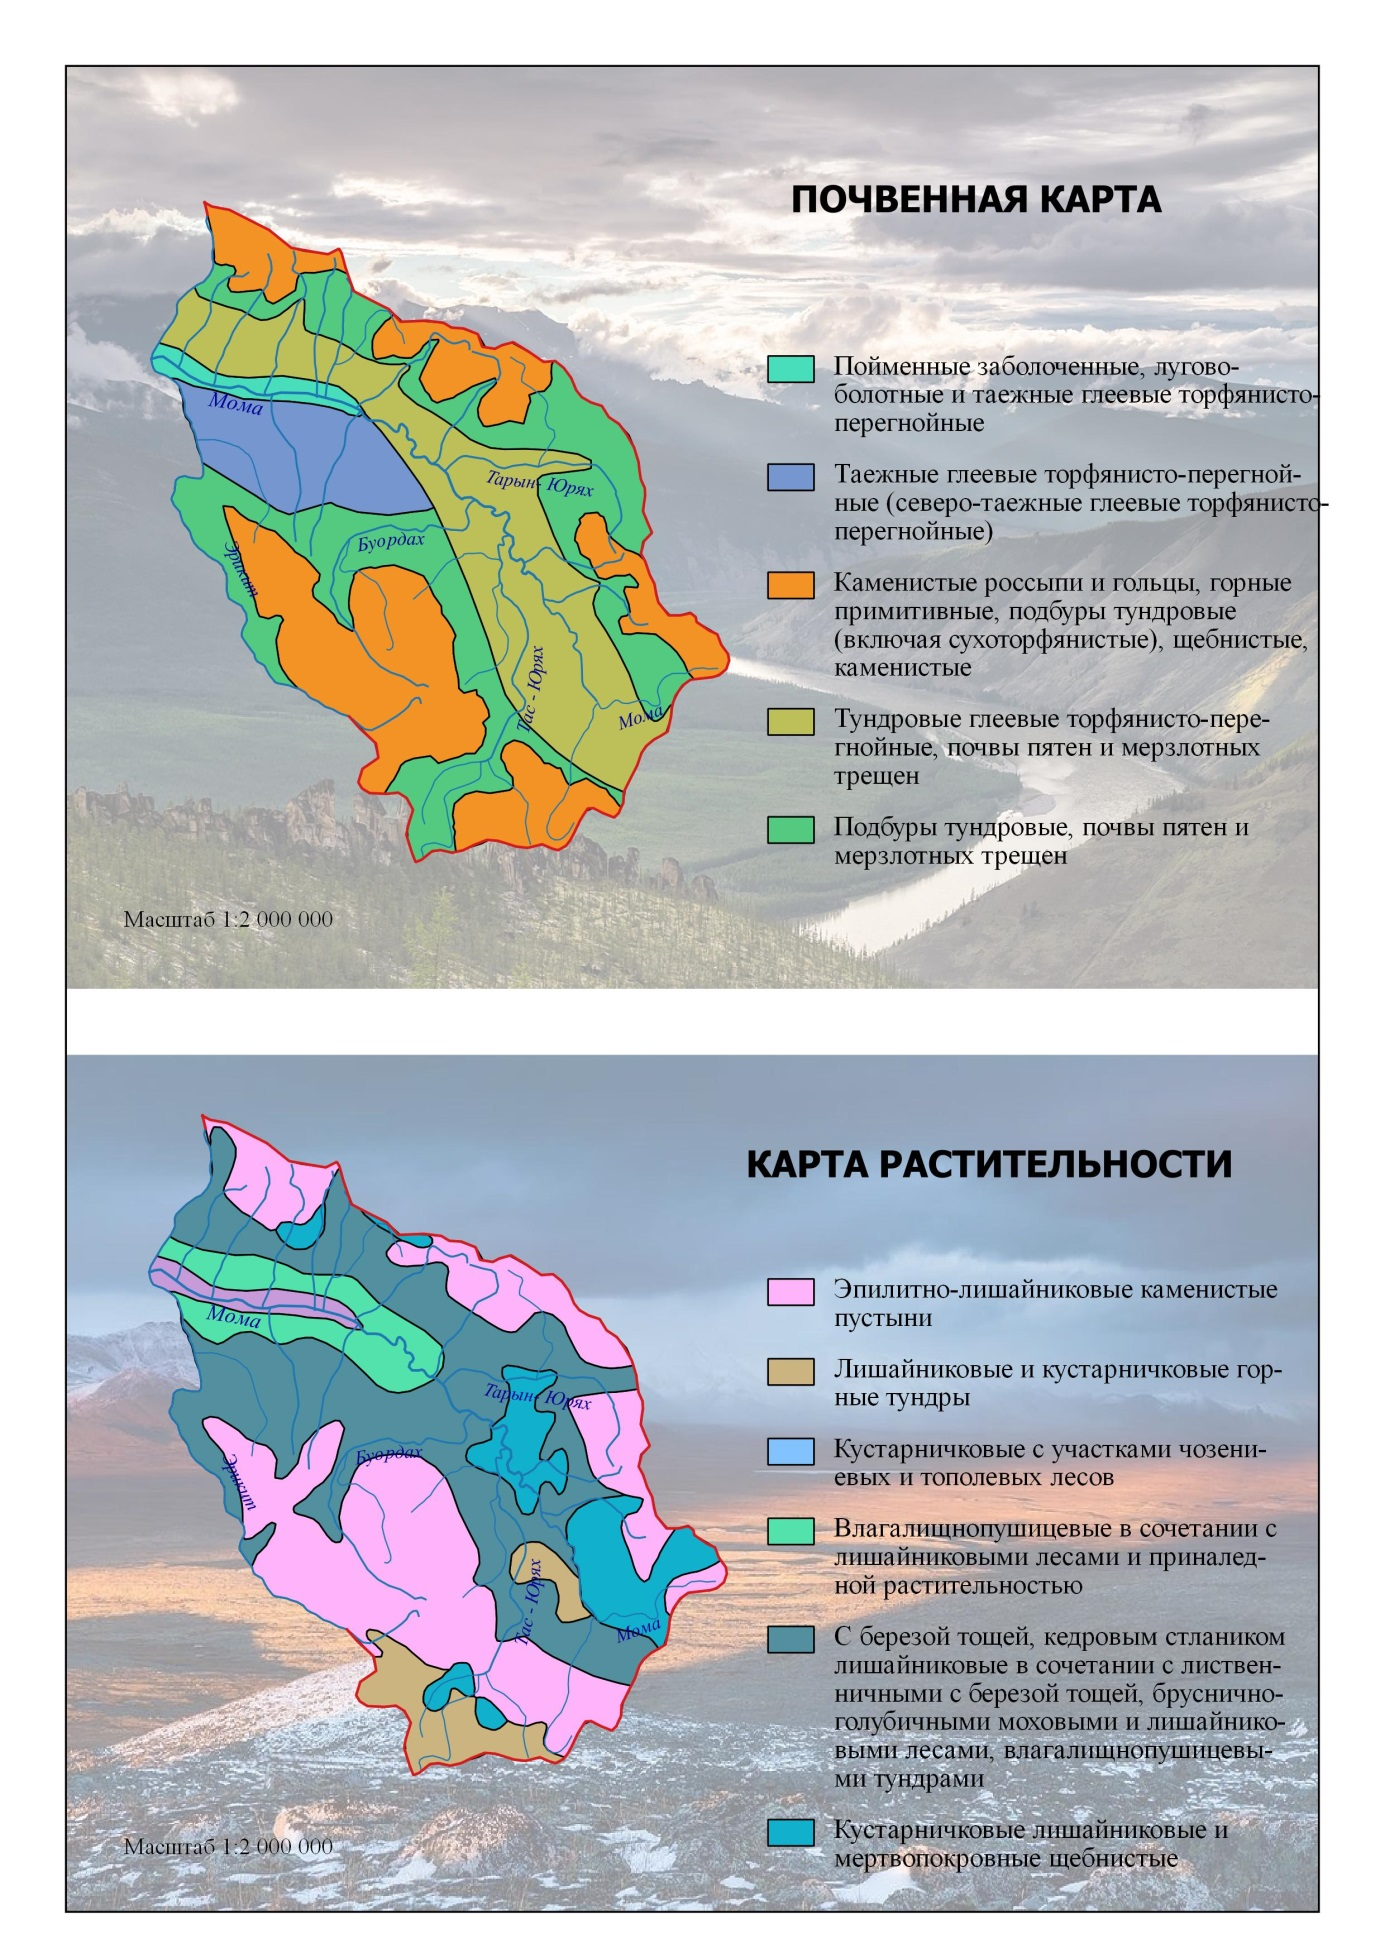 ПОЧВЕННАЯ КАРТА
Пойменные заболоченные, лугово-
болотные и таежные глеевые торфянисто-
перегнойные
Таежные глеевые торфянисто-перегной-
ные (северо-таежные глеевые торфянисто-
перегнойные)
Каменистые россыпи и гольцы, горные
примитивные, подбуры тундровые
(включая сухоторфянистые), щебнистые,
каменистые
Тундровые глеевые торфянисто-пере-
гнойные, почвы пятен и мерзлотных
трещен
Подбуры тундровые, почвы пятен и
мерзлотных трещен
Мома
Тарын- Юрях
Буордах
Эрикит
Тас - Юрях
Мома
Масштаб 1:2 000 000
КАРТА РАСТИТЕЛЬНОСТИ
Эпилитно-лишайниковые каменистые
пустыни
Лишайниковые и кустарничковые гор-
ные тундры
Кустарничковые с участками чозени-
евых и тополевых лесов
Влагалищнопушицевые в сочетании с
лишайниковыми лесами и приналед-
ной растительностью
С березой тощей, кедровым стлаником
лишайниковые в сочетании с листвен-
ничными с березой тощей, бруснично-
голубичными моховыми и лишайнико-
выми лесами, влагалищнопушицевы-
ми тундрами
Кустарничковые лишайниковые и
мертвопокровные щебнистые
Мома
Тарын- Юрях
Буордах
Эрикит
Тас - Юрях
Мома
Масштаб 1:2 000 000